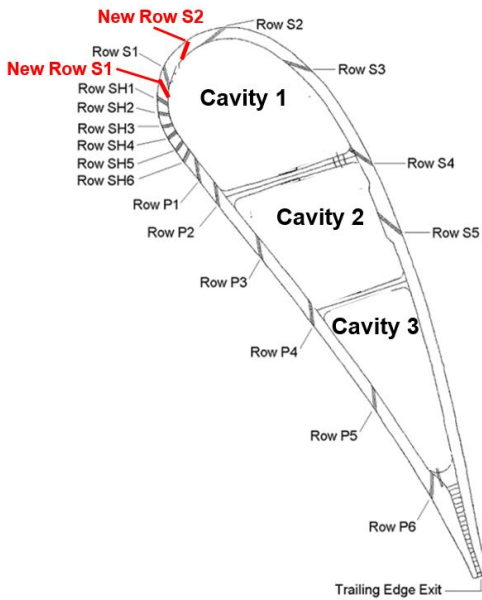 New Row S2
Row S2
Row S1
New Row S1
Row S3
Row SH1
Cavity 1
Row SH2
Row SH3
Row SH4
Row SH5
Row SH6
Row S4
Row P1
Cavity 2
Row P2
Row S5
Row P3
Cavity 3
Row P4
Row P5
Row P6
Trailing Edge Exit